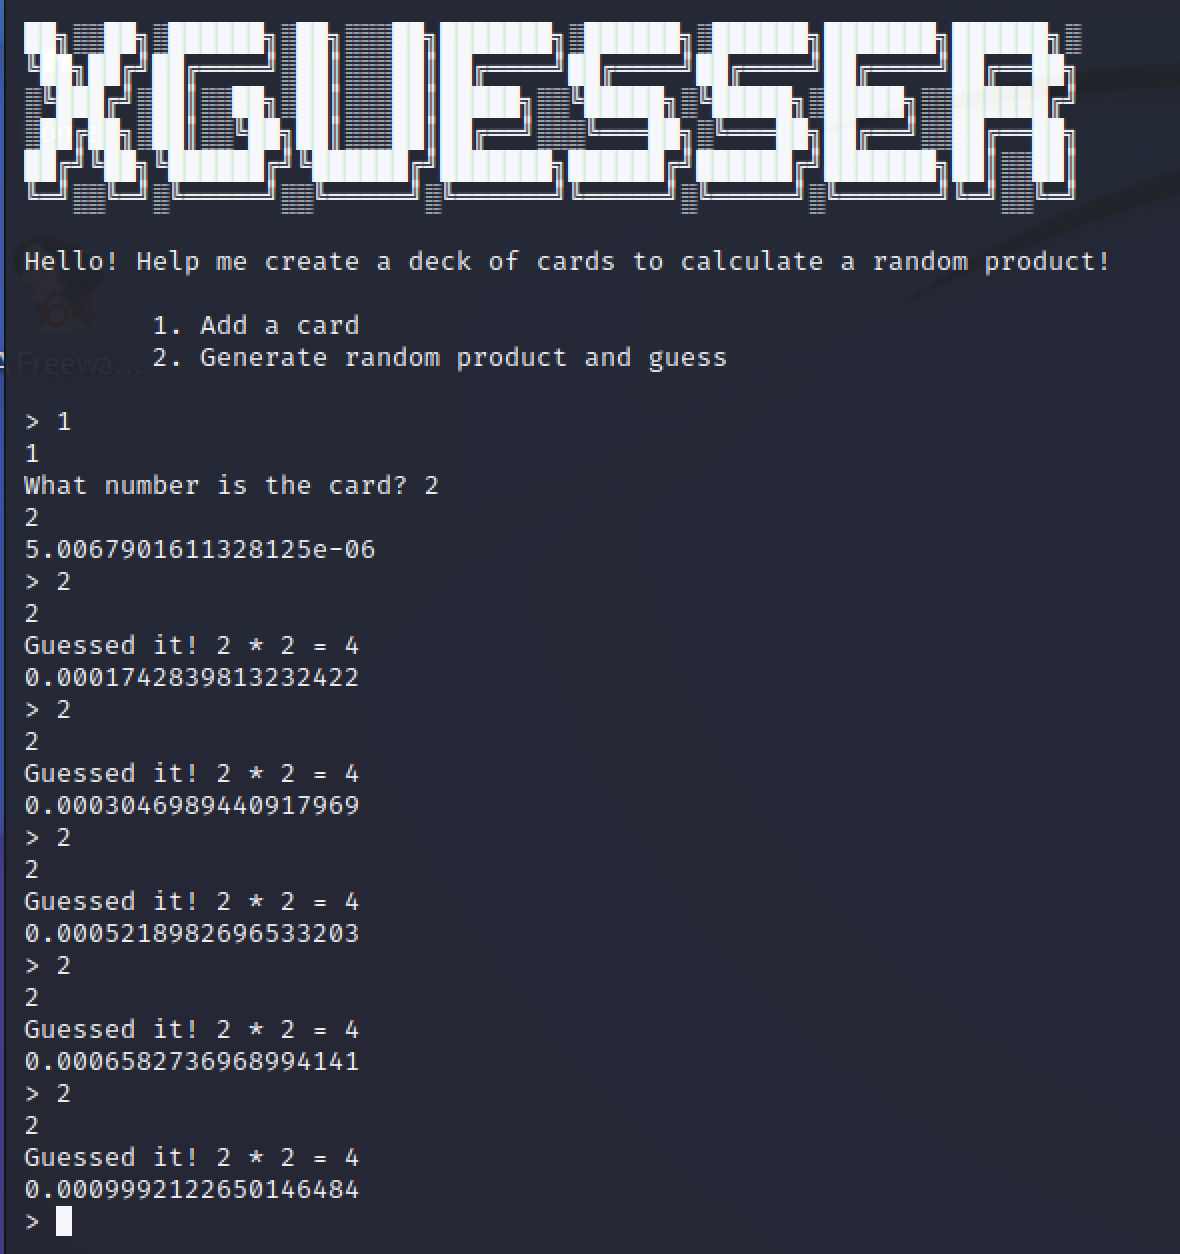 XGUESSER
Hello! Help me create a deck of cards to calculate a random product!
1. Add a card
2. Generate random product and guess
Freewa...
> 1
1
What number is the card? 2
2
5.0067901611328125e-06
> 2
2
Guessed it! 2 * 2 = 4
0.0001742839813232422
> 2
2
Guessed it! 2 * 2 = 4
0.0003046989440917969
> 2
2
Guessed it! 2 * 2 = 4
0.0005218982696533203
> 2
2
Guessed it! 2 * 2 = 4
0.0006582736968994141
> 2
2
Guessed it! 2 * 2 = 4
0.0009992122650146484
>